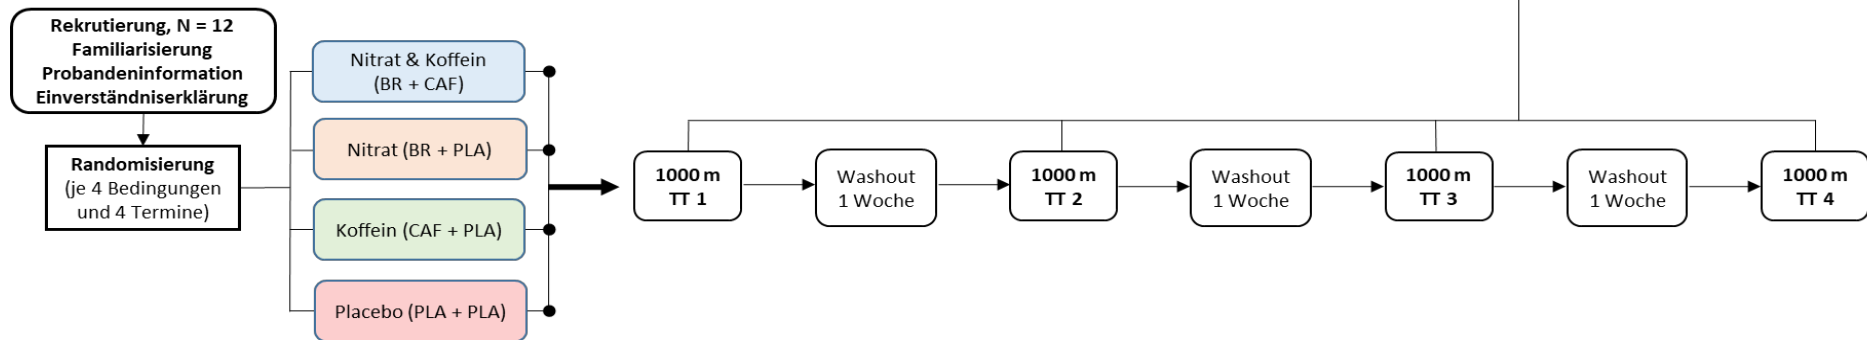 Rekrutierung, N = 12
Familiarisierung
Probandeninformation
Einverständniserklärung
Randomisierung
(je 4 Bedingungen
und 4 Termine)
Nitrat & Koffein
(BR + CAF)
Nitrat (BR + PLA)
Koffein (CAF + PLA)
Placebo (PLA + PLA)
1000 m
TT 1
Washout
1 Woche
1000 m
TT 2
Washout
1 Woche
1000 m
TT 3
Washout
1 Woche
1000 m
TT 4